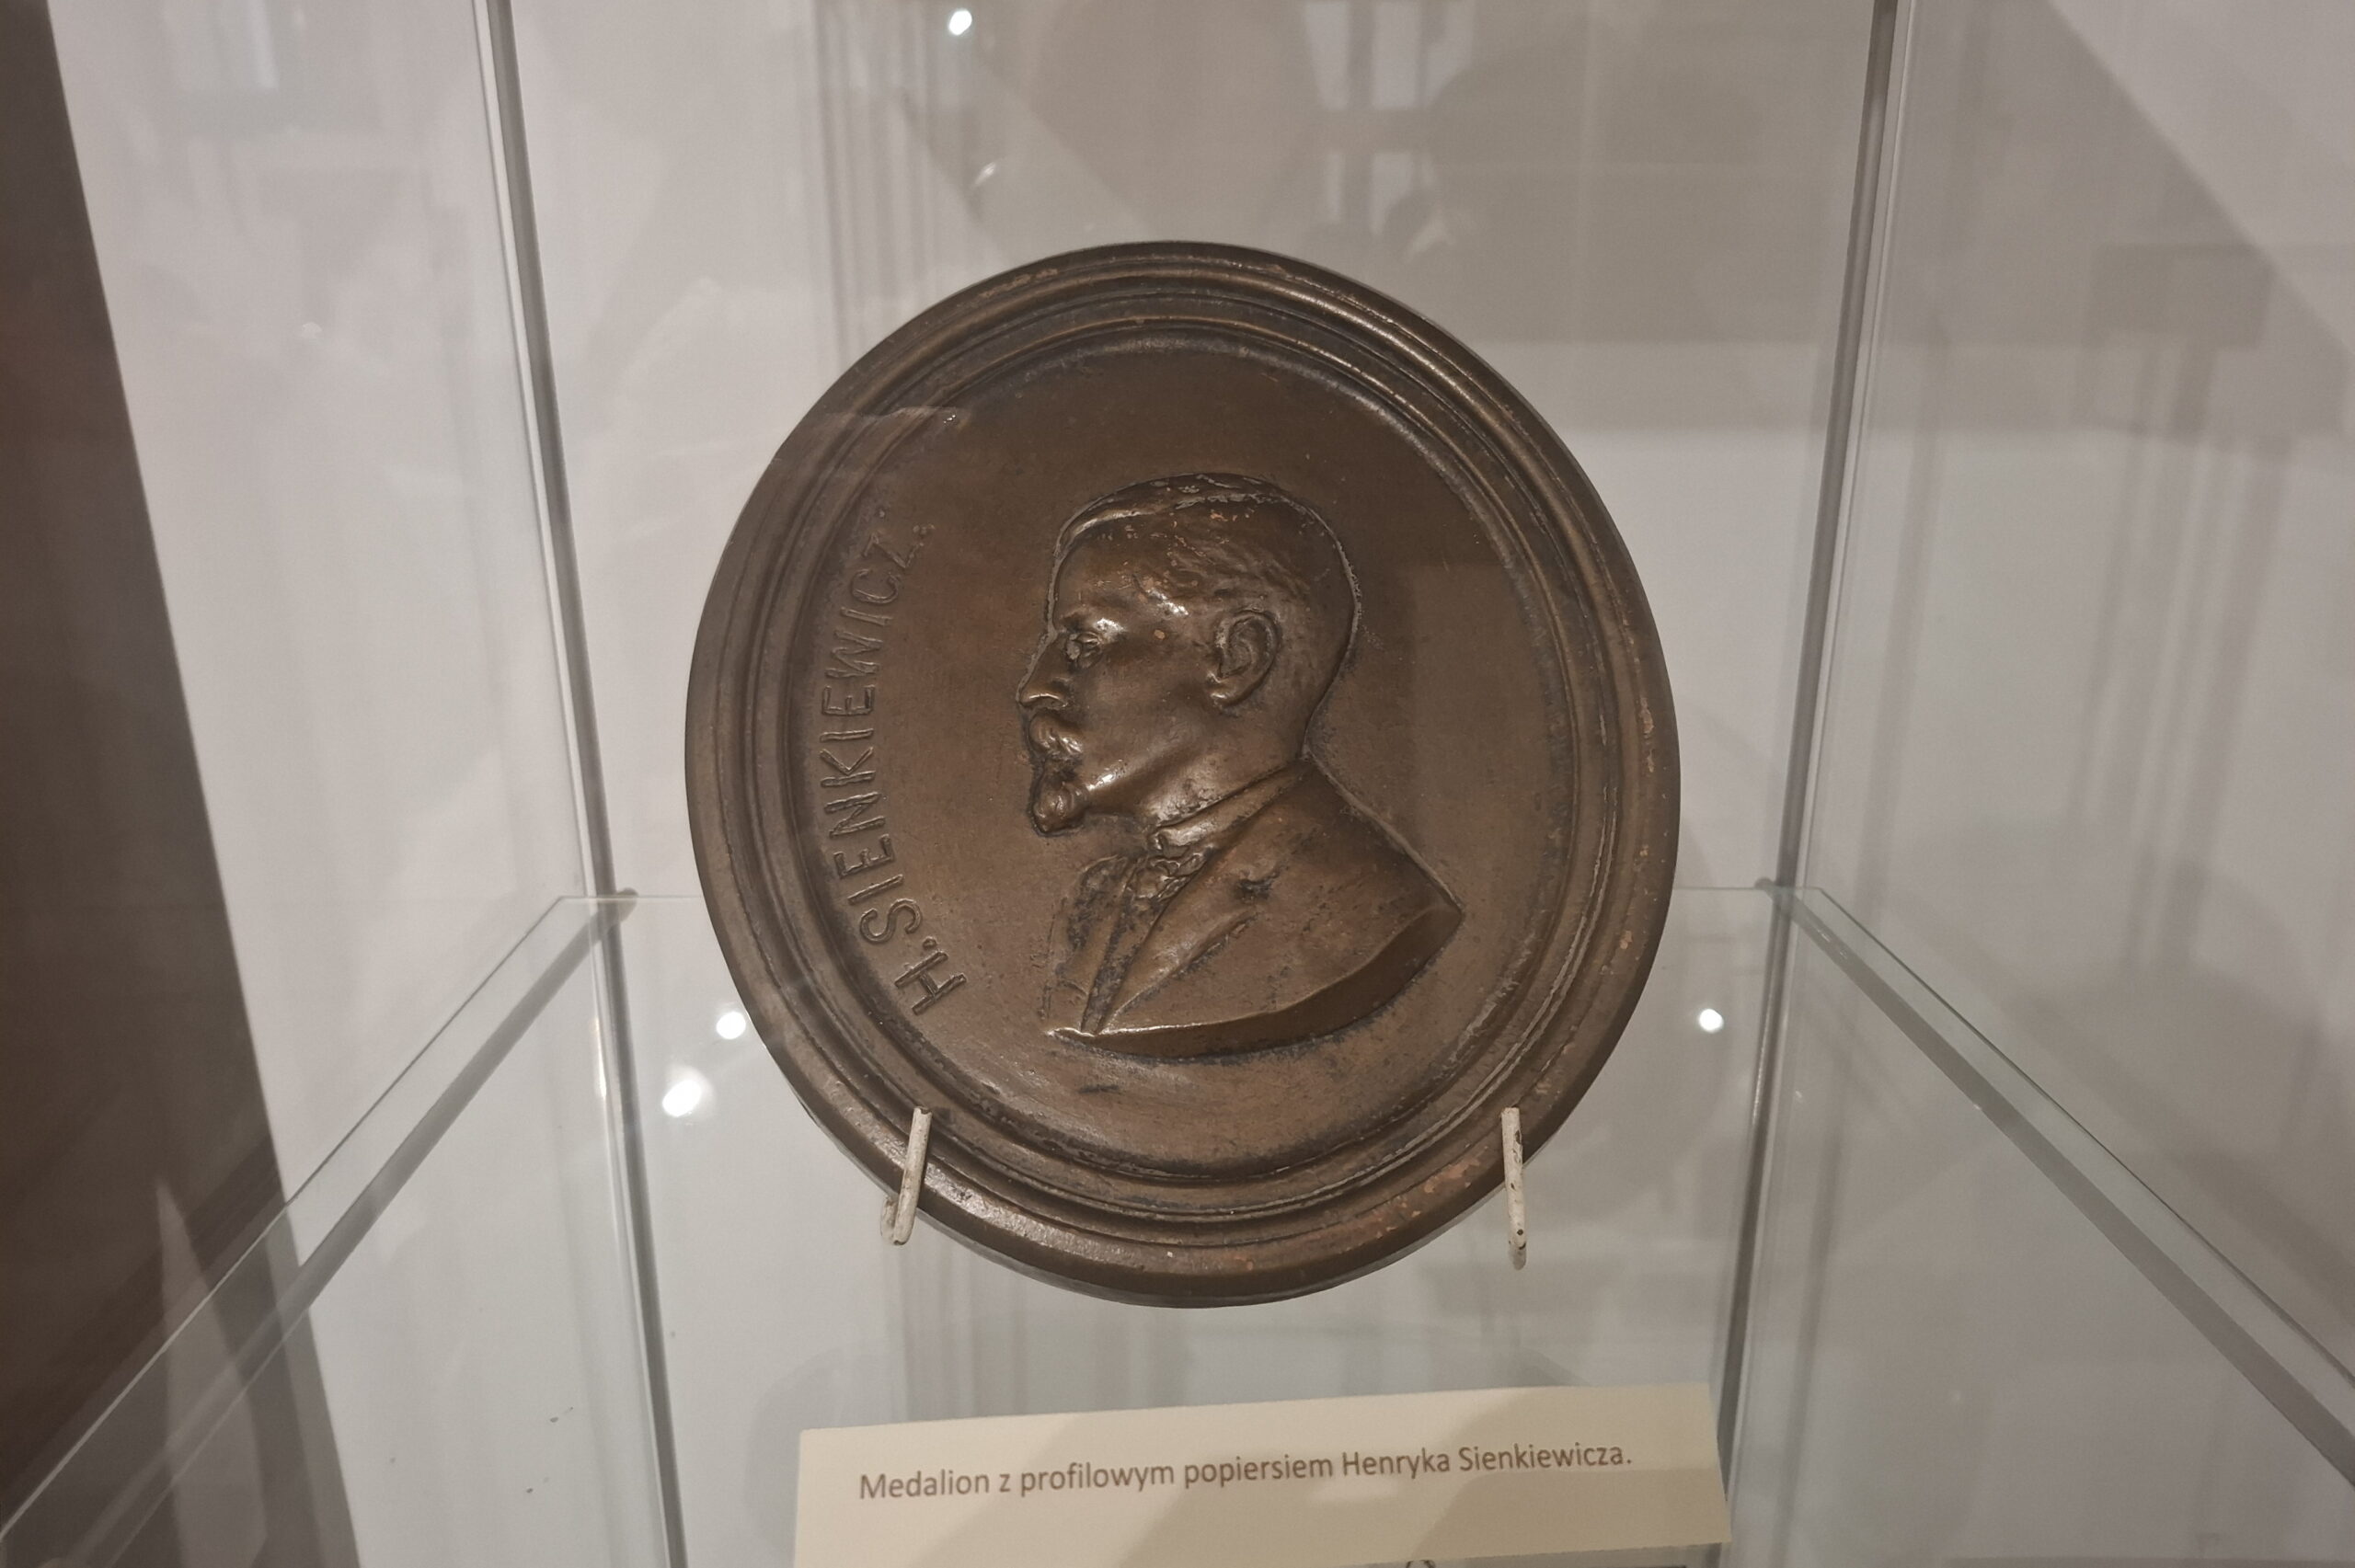 H. SIENKIEWICZ.
Medalion z profilowym popiersiem Henryka Sienkiewicza.